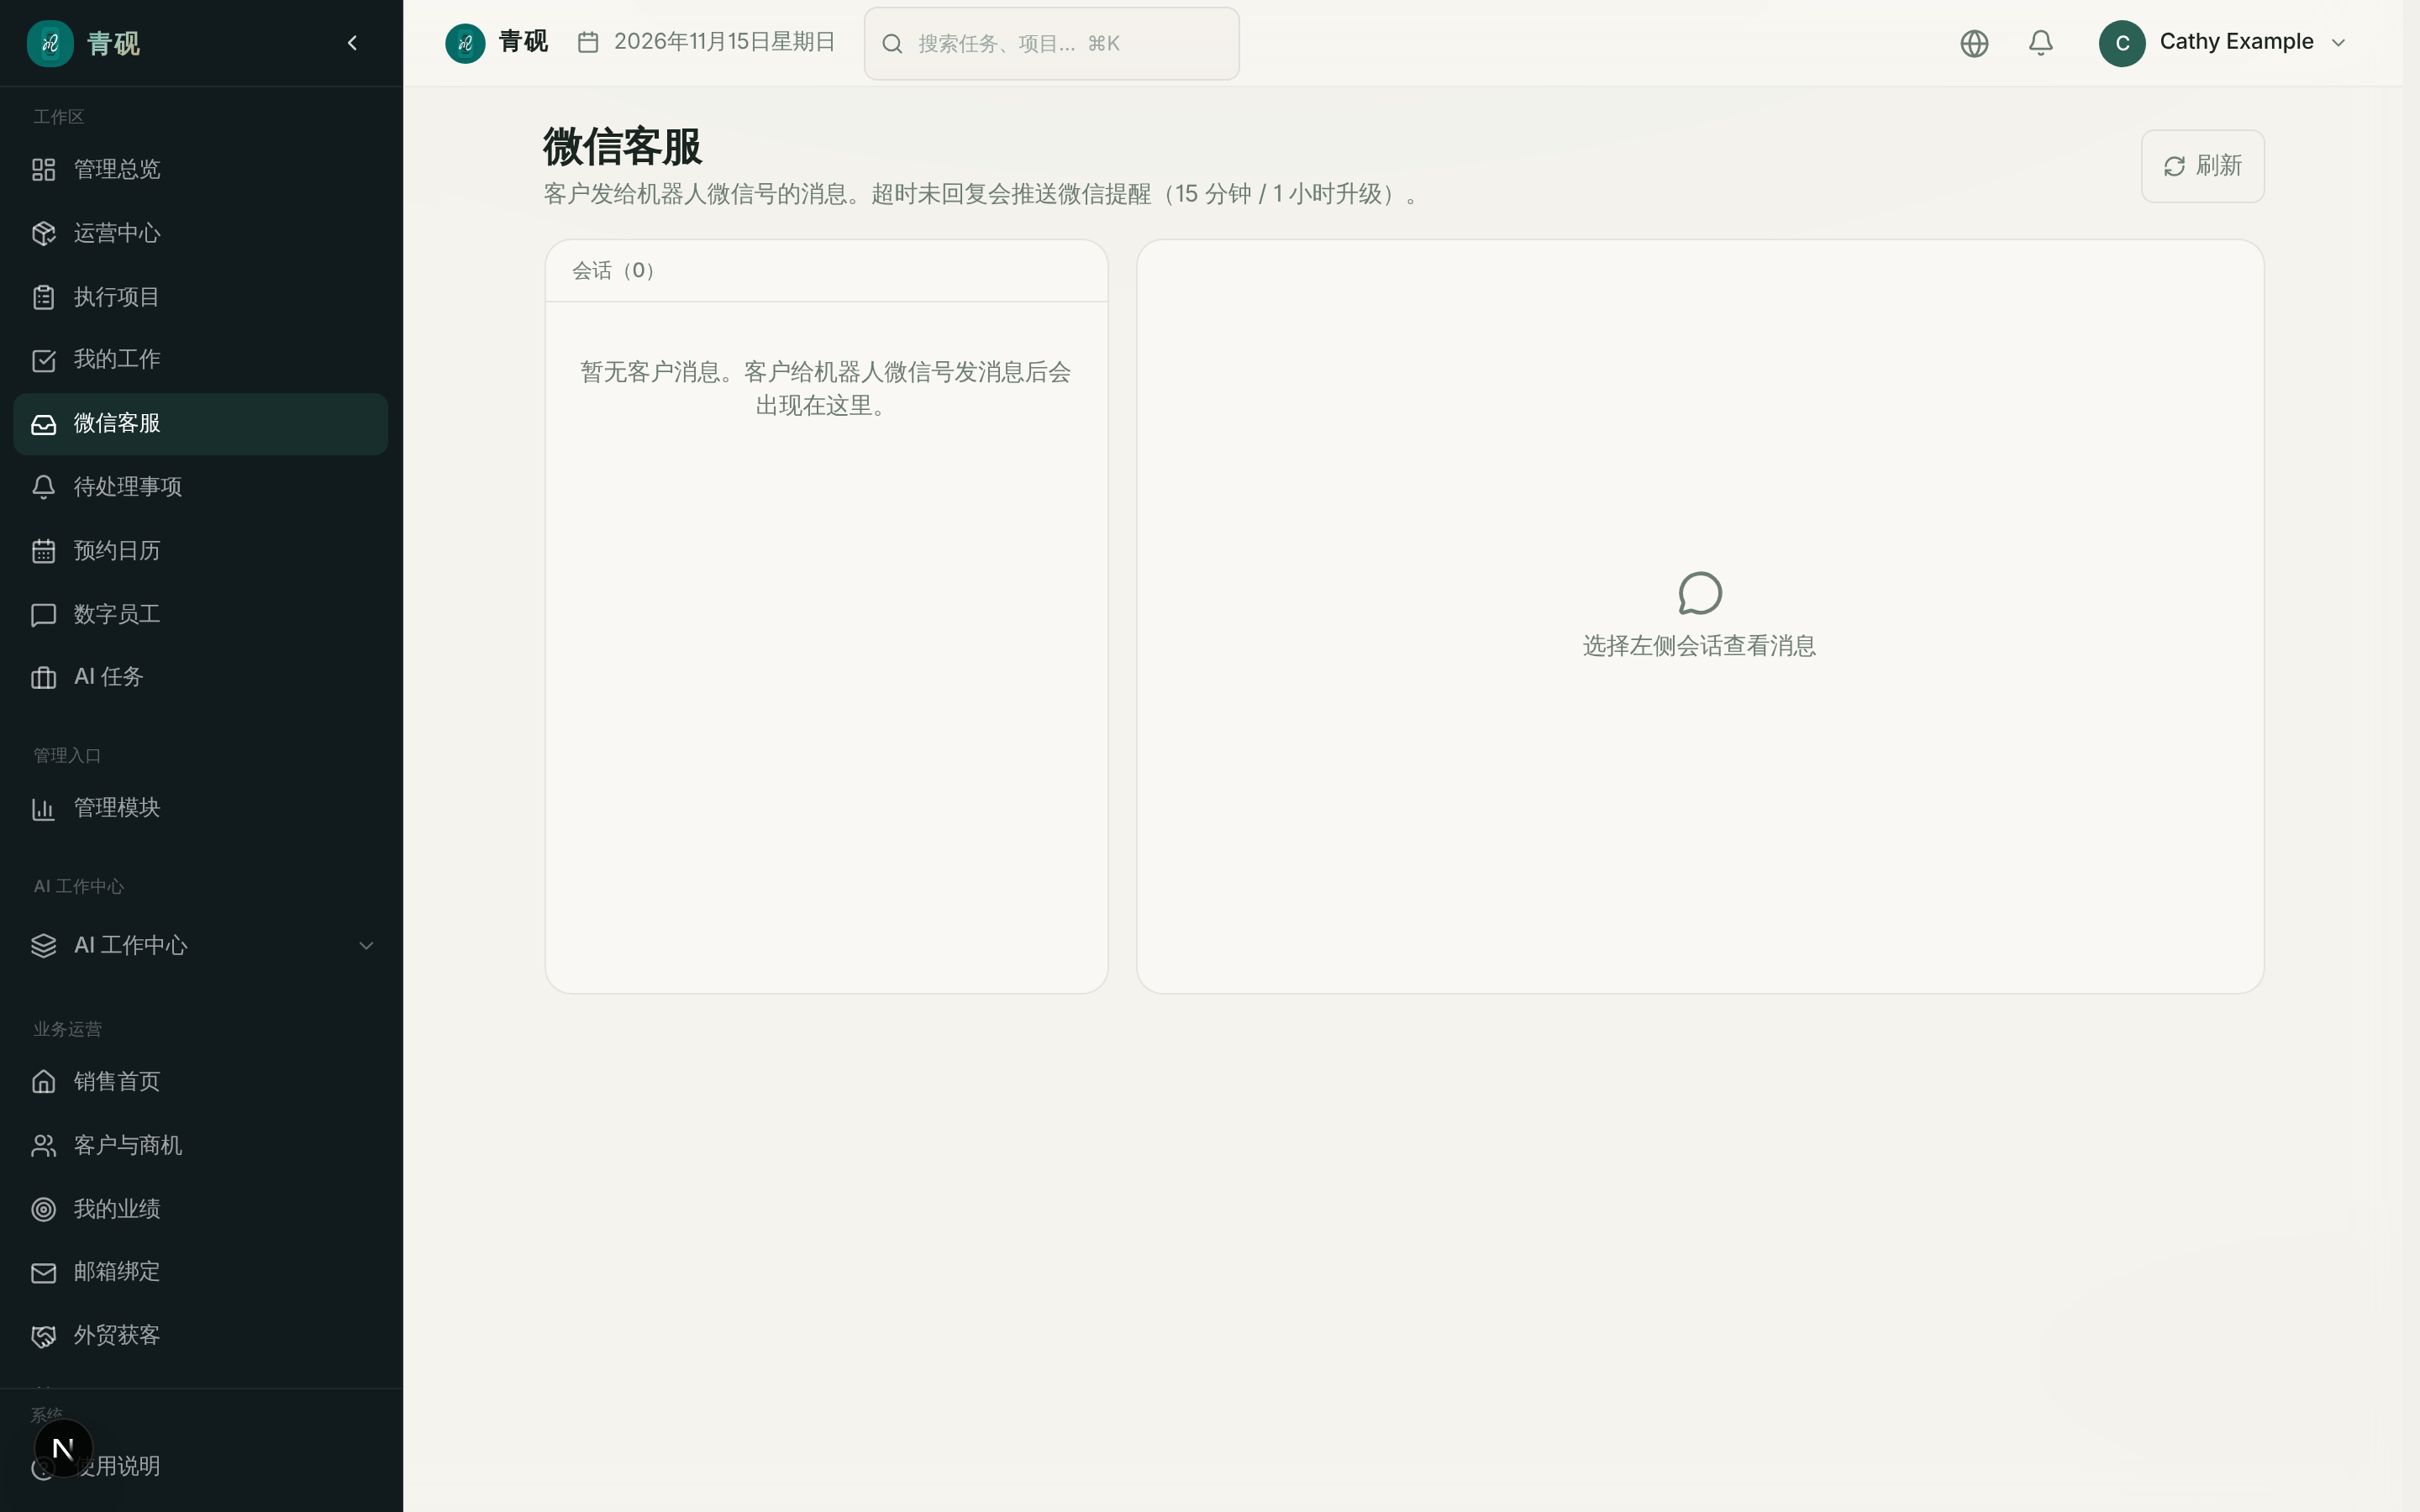 青砚
工作区
管理总览
运营中心
执行项目
我的工作
微信客服
待处理事项
预约日历
数字员工
AI 任务
管理入口
管理模块
AI 工作中心
AI 工作中心
业务运营
销售首页
客户与商机
我的业绩
邮箱绑定
外贸获客
系统
使用说明
青砚
2026年11月15日星期日
搜索任务、项目... ⌘K
C
Cathy Example
微信客服
客户发给机器人微信号的消息。超时未回复会推送微信提醒（15 分钟 / 1 小时升级）。
刷新
会话（0）
暂无客户消息。客户给机器人微信号发消息后会
出现在这里。
选择左侧会话查看消息